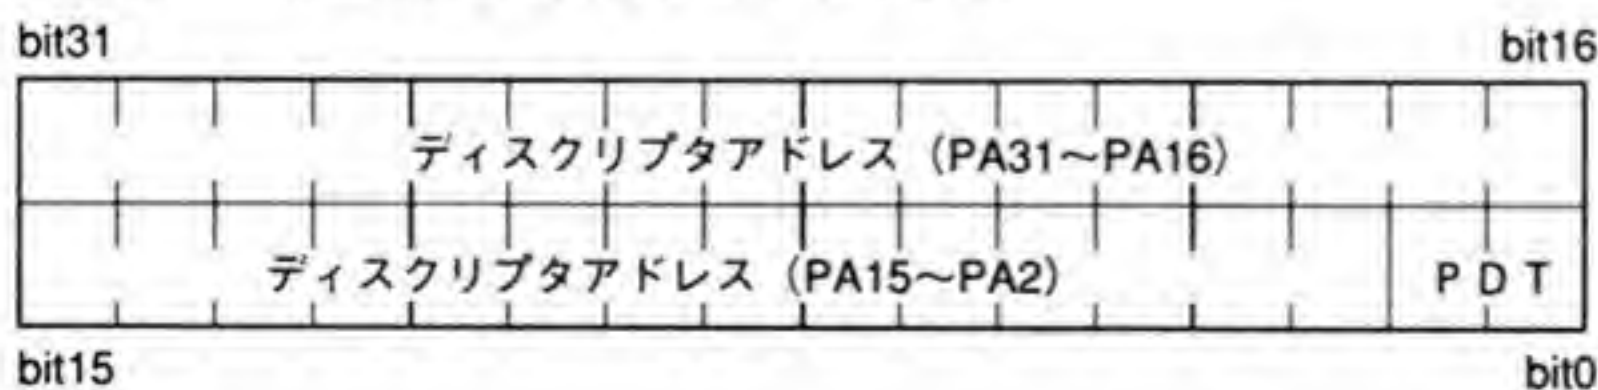 bit31 bit16
ディスクリプタアドレス（PA31～PA16）
ディスクリプタアドレス（PA15～PA2） P D T
bit15 bit0